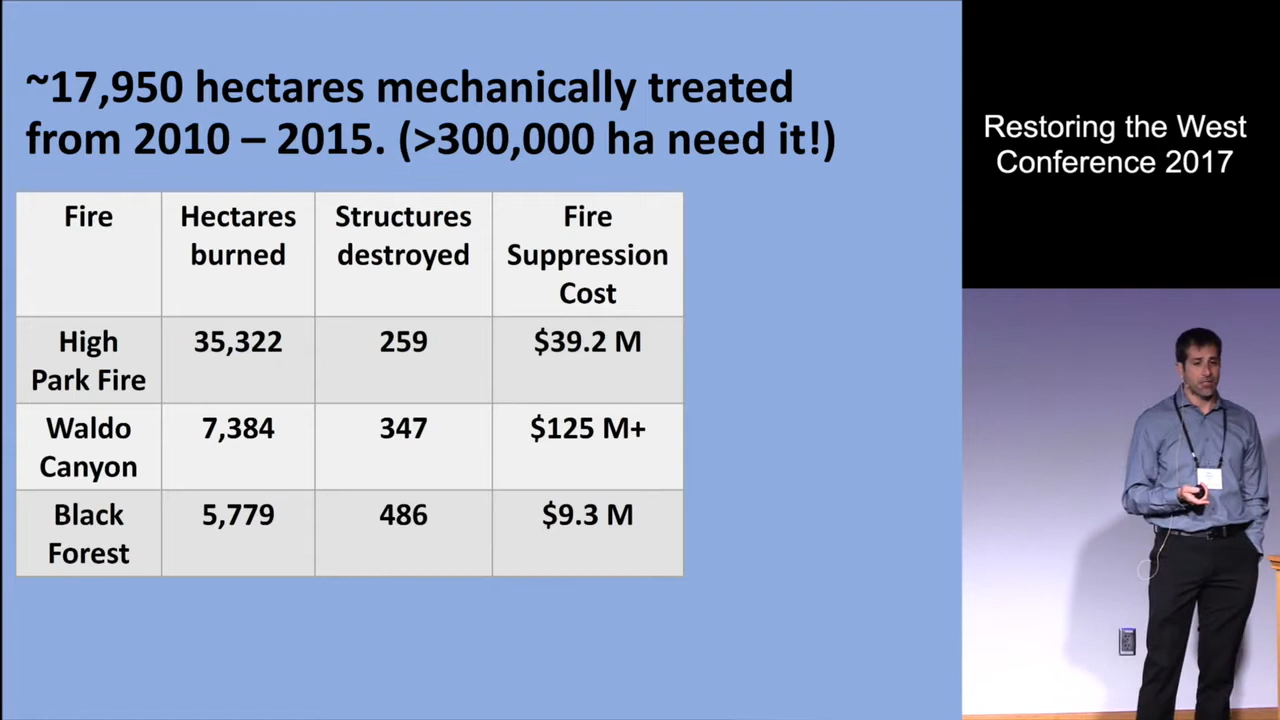 ~17,950 hectares mechanically treated
from 2010 – 2015. (>300,000 ha need it!)
Fire
Hectares
burned
Structures
destroyed
Fire
Suppression
Cost
High
Park Fire
35,322
259
$39.2 M
Waldo
Canyon
7,384
347
$125 M+
Black
Forest
5,779
486
$9.3 M
Restoring the West
Conference 2017